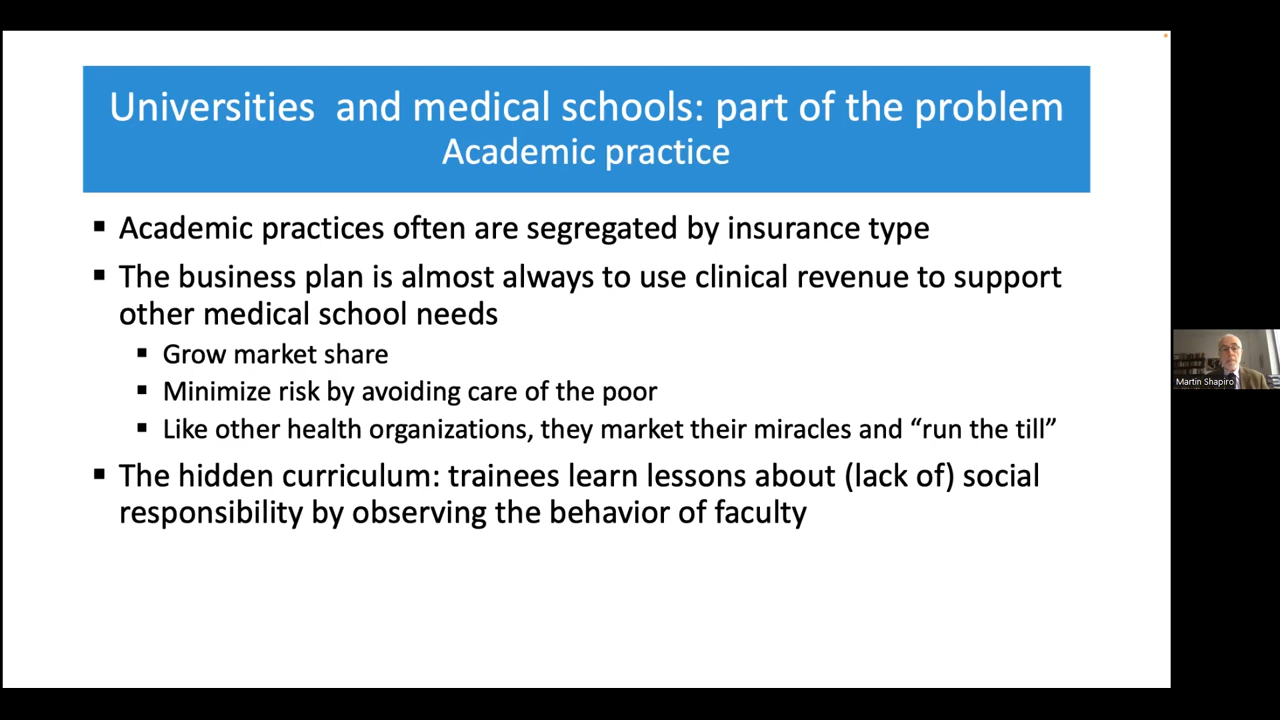 Universities and medical schools: part of the problem
Academic practice
▪ Academic practices often are segregated by insurance type
▪ The business plan is almost always to use clinical revenue to support
other medical school needs
▪ Grow market share
▪ Minimize risk by avoiding care of the poor
▪ Like other health organizations, they market their miracles and “run the till”
▪ The hidden curriculum: trainees learn lessons about (lack of) social
responsibility by observing the behavior of faculty
Martin Shapiro